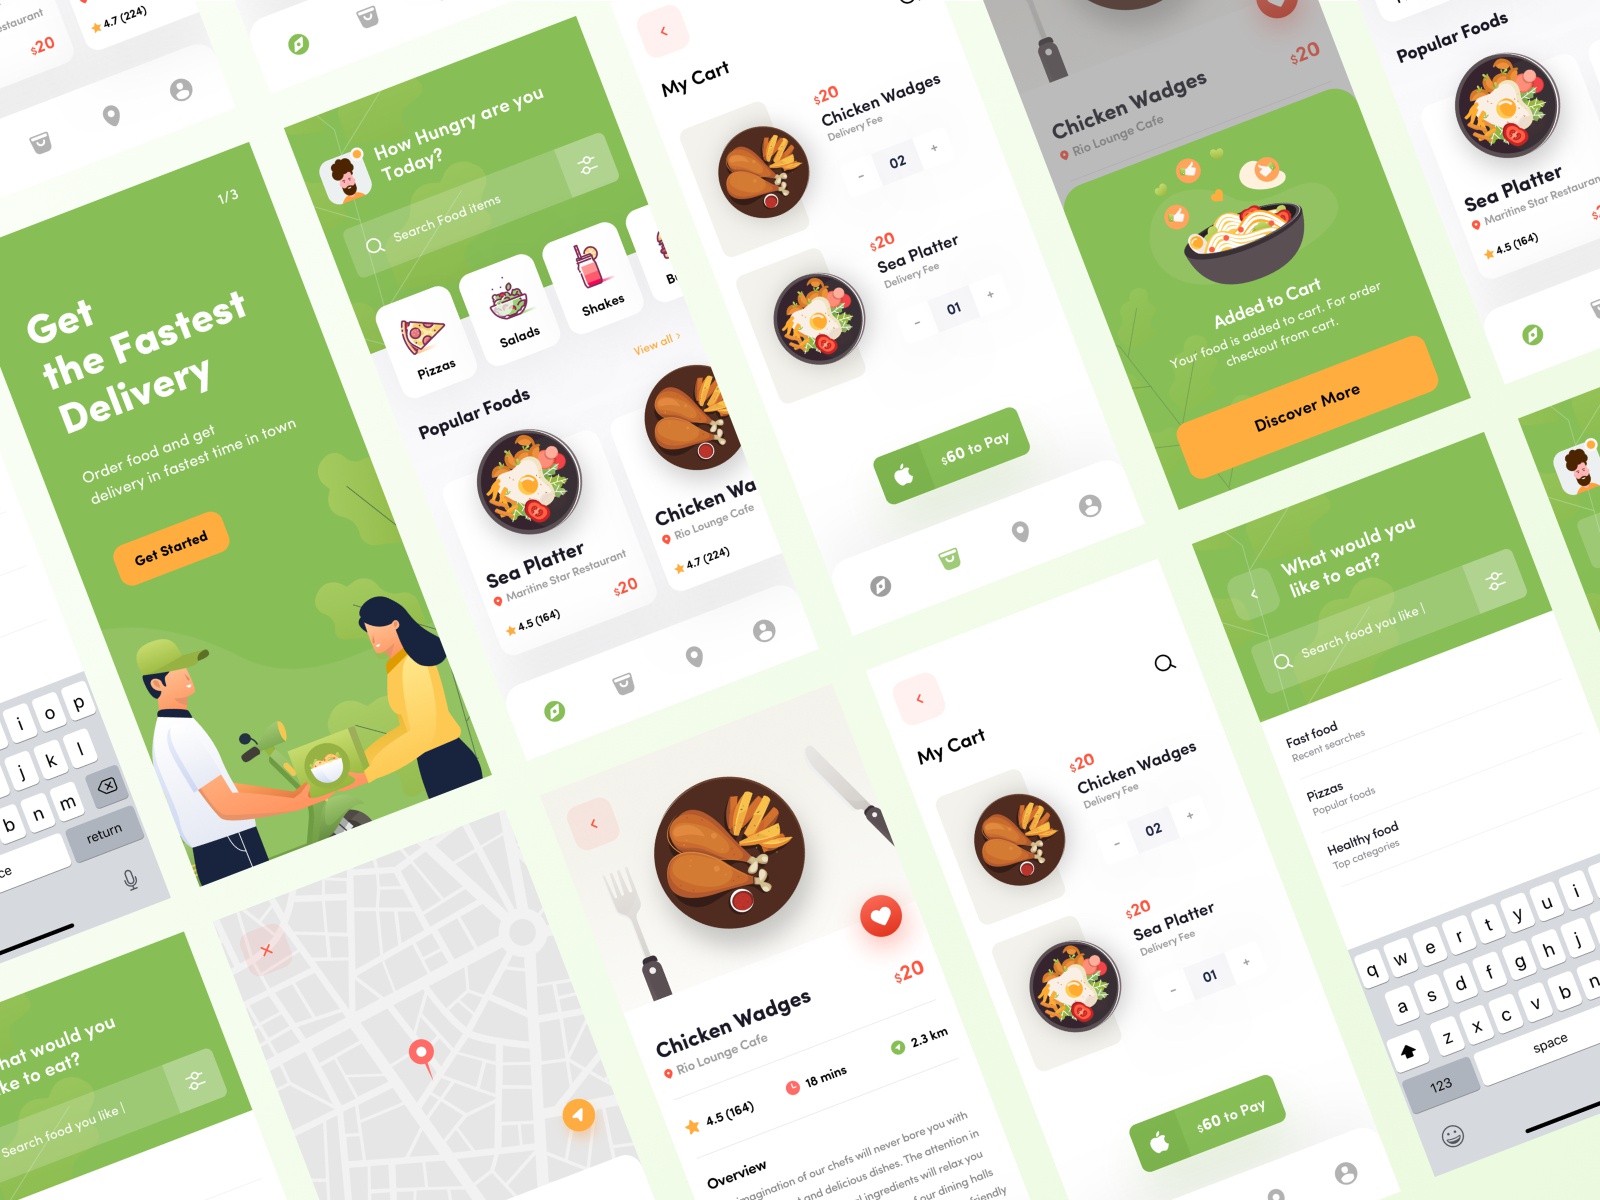 Restaurant
$20
4.7 (224)
1/3
Get
the Fastest
Delivery
Order food and get
delivery in fastest time in town
Get Started
i o p
j k l
b n m
return
How Hungry are you
Today?
Search Food items
Pizzas
Salads
Shakes
View all >
Popular Foods
Sea Platter
Maritine Star Restaurant
4.5 (164)
$20
Chicken Wa
Rio Lounge Cafe
4.7 (224)
My Cart
$20
Chicken Wadges
Delivery Fee
- 02 +
$20
Sea Platter
Delivery Fee
- 01 +
$60 to Pay
$20
Chicken Wadges
Rio Lounge Cafe
Added to Cart
Your food is added to cart. For order
checkout from cart.
Discover More
Popular Foods
Sea Platter
Maritine Star Restauran
4.5 (164)
What would you
like to eat?
Search food you like |
Fast food
Recent searches
Pizzas
Popular foods
Healthy food
Top categories
q w e r t y u i
a s d f g h j
z x c v b n
123
space
hat would you
ke to eat?
Search food you like |
$20
Chicken Wadges
Rio Lounge Cafe
4.5 (164)
18 mins
2.3 km
Overview
magination of our chefs will never bore you with
and delicious dishes. The attention in
ingredients will relax you
our dining halls
friendly
My Cart
$20
Chicken Wadges
Delivery Fee
- 02 +
$20
Sea Platter
Delivery Fee
- 01 +
$60 to Pay